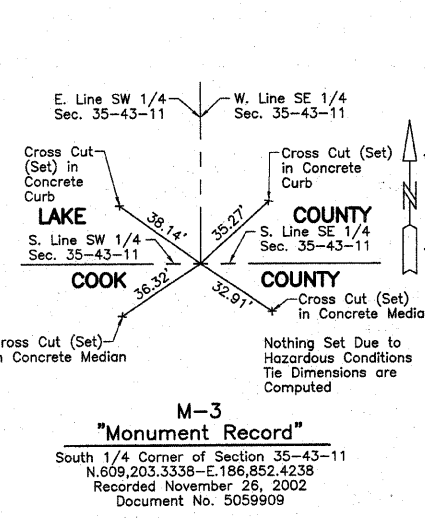 E. Line SW 1/4
Sec. 35-43-11
W. Line SE 1/4
Sec. 35-43-11
Cross Cut
(Set) in
Concrete
Curb
Cross Cut (Set)
in Concrete
Curb
38.14'
35.27'
LAKE
COUNTY
N
S. Line SW 1/4
Sec. 35-43-11
S. Line SE 1/4
Sec. 35-43-11
COOK
COUNTY
36.32'
32.91'
Cross Cut (Set)
in Concrete Media
ross Cut (Set)
n Concrete Median
Nothing Set Due to
Hazardous Conditions
Tie Dimensions are
Computed
M-3
"Monument Record"
South 1/4 Corner of Section 35-43-11
N.609,203.3338-E.186,852.4238
Recorded November 26, 2002
Document No. 5059909